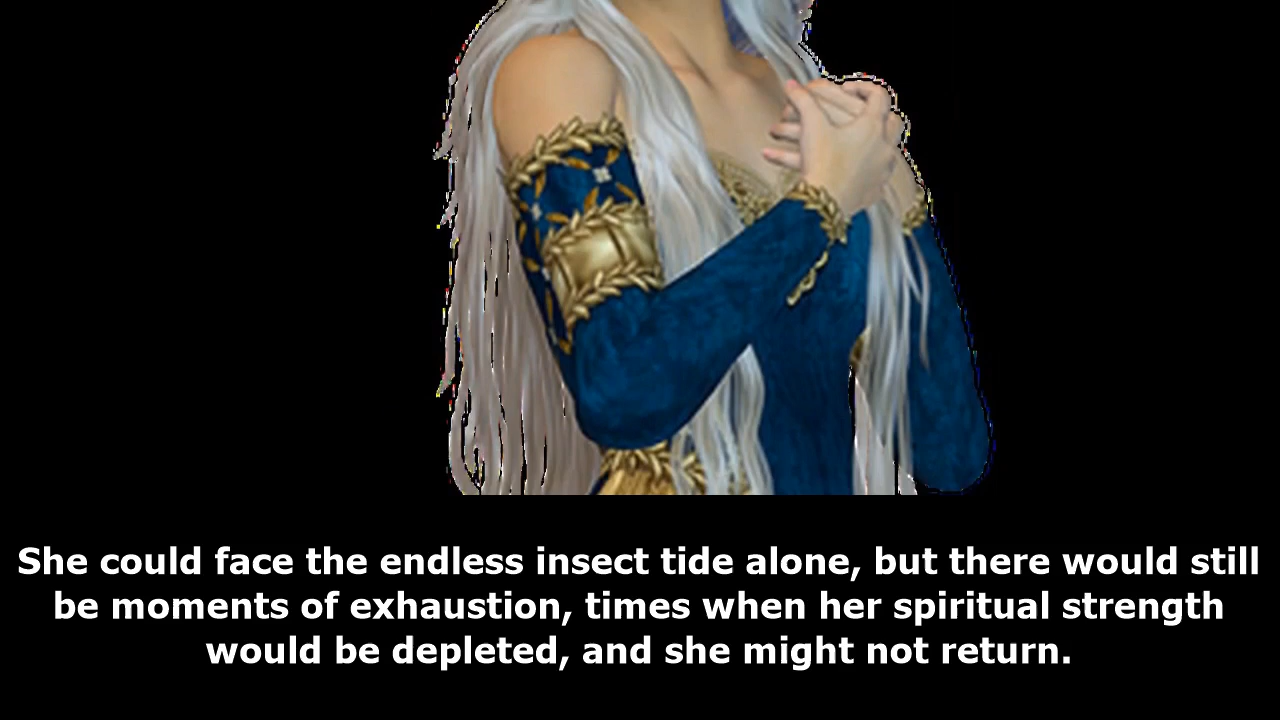 She could face the endless insect tide alone, but there would still
be moments of exhaustion, times when her spiritual strength
would be depleted, and she might not return.